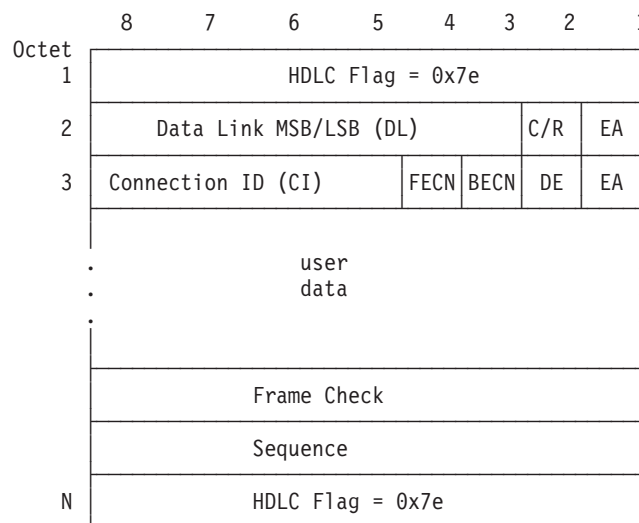 8 7 6 5 4 3 2 1
Octet
1 HDLC Flag = 0x7e
2 Data Link MSB/LSB (DL) C/R EA
3 Connection ID (CI) FECN BECN DE EA
. user
. data
.
Frame Check
Sequence
N HDLC Flag = 0x7e